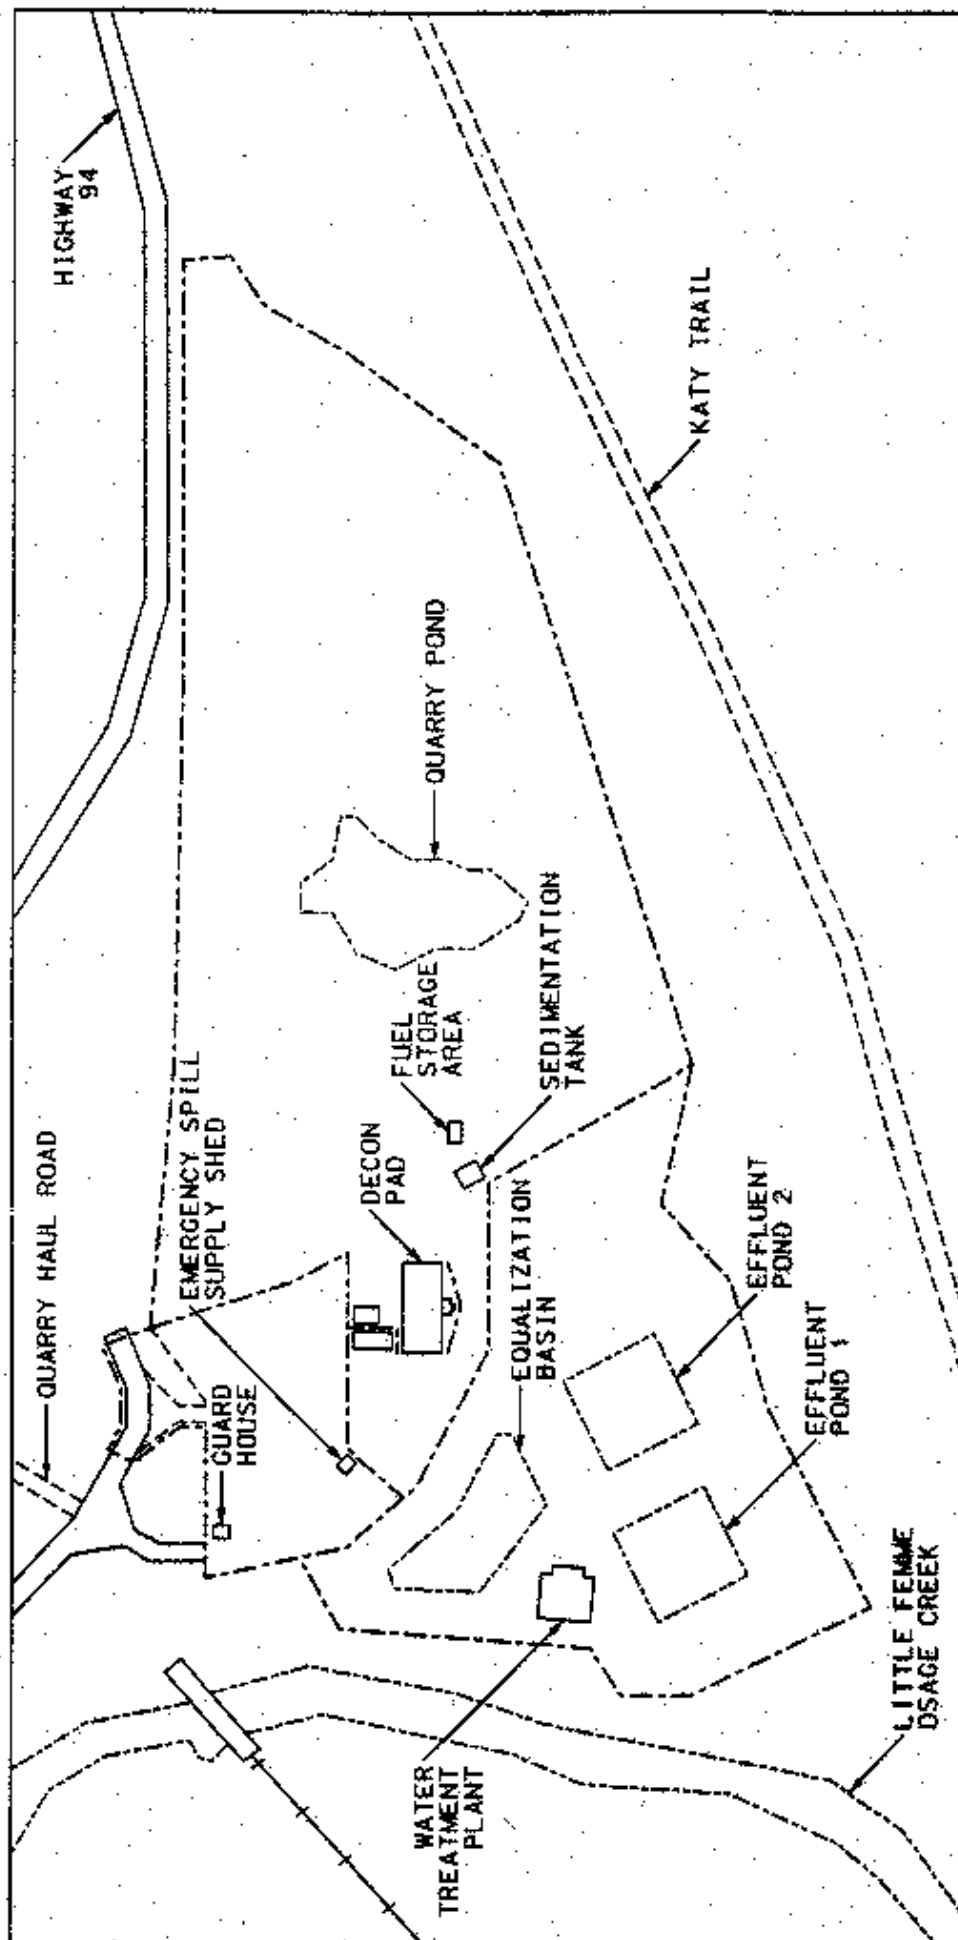 HIGHWAY
94
KATY TRAIL
QUARRY POND
FUEL
STORAGE
AREA
SEDIMENTATION
TANK
QUARRY HAUL ROAD
EMERGENCY SPILL
SUPPLY SHED
DECON
PAD
GUARD
HOUSE
EQUALIZATION
BASIN
EFFLUENT
POND 2
EFFLUENT
POND 1
WATER
TREATMENT
PLANT
LITTLE FEMME
OSAGE CREEK